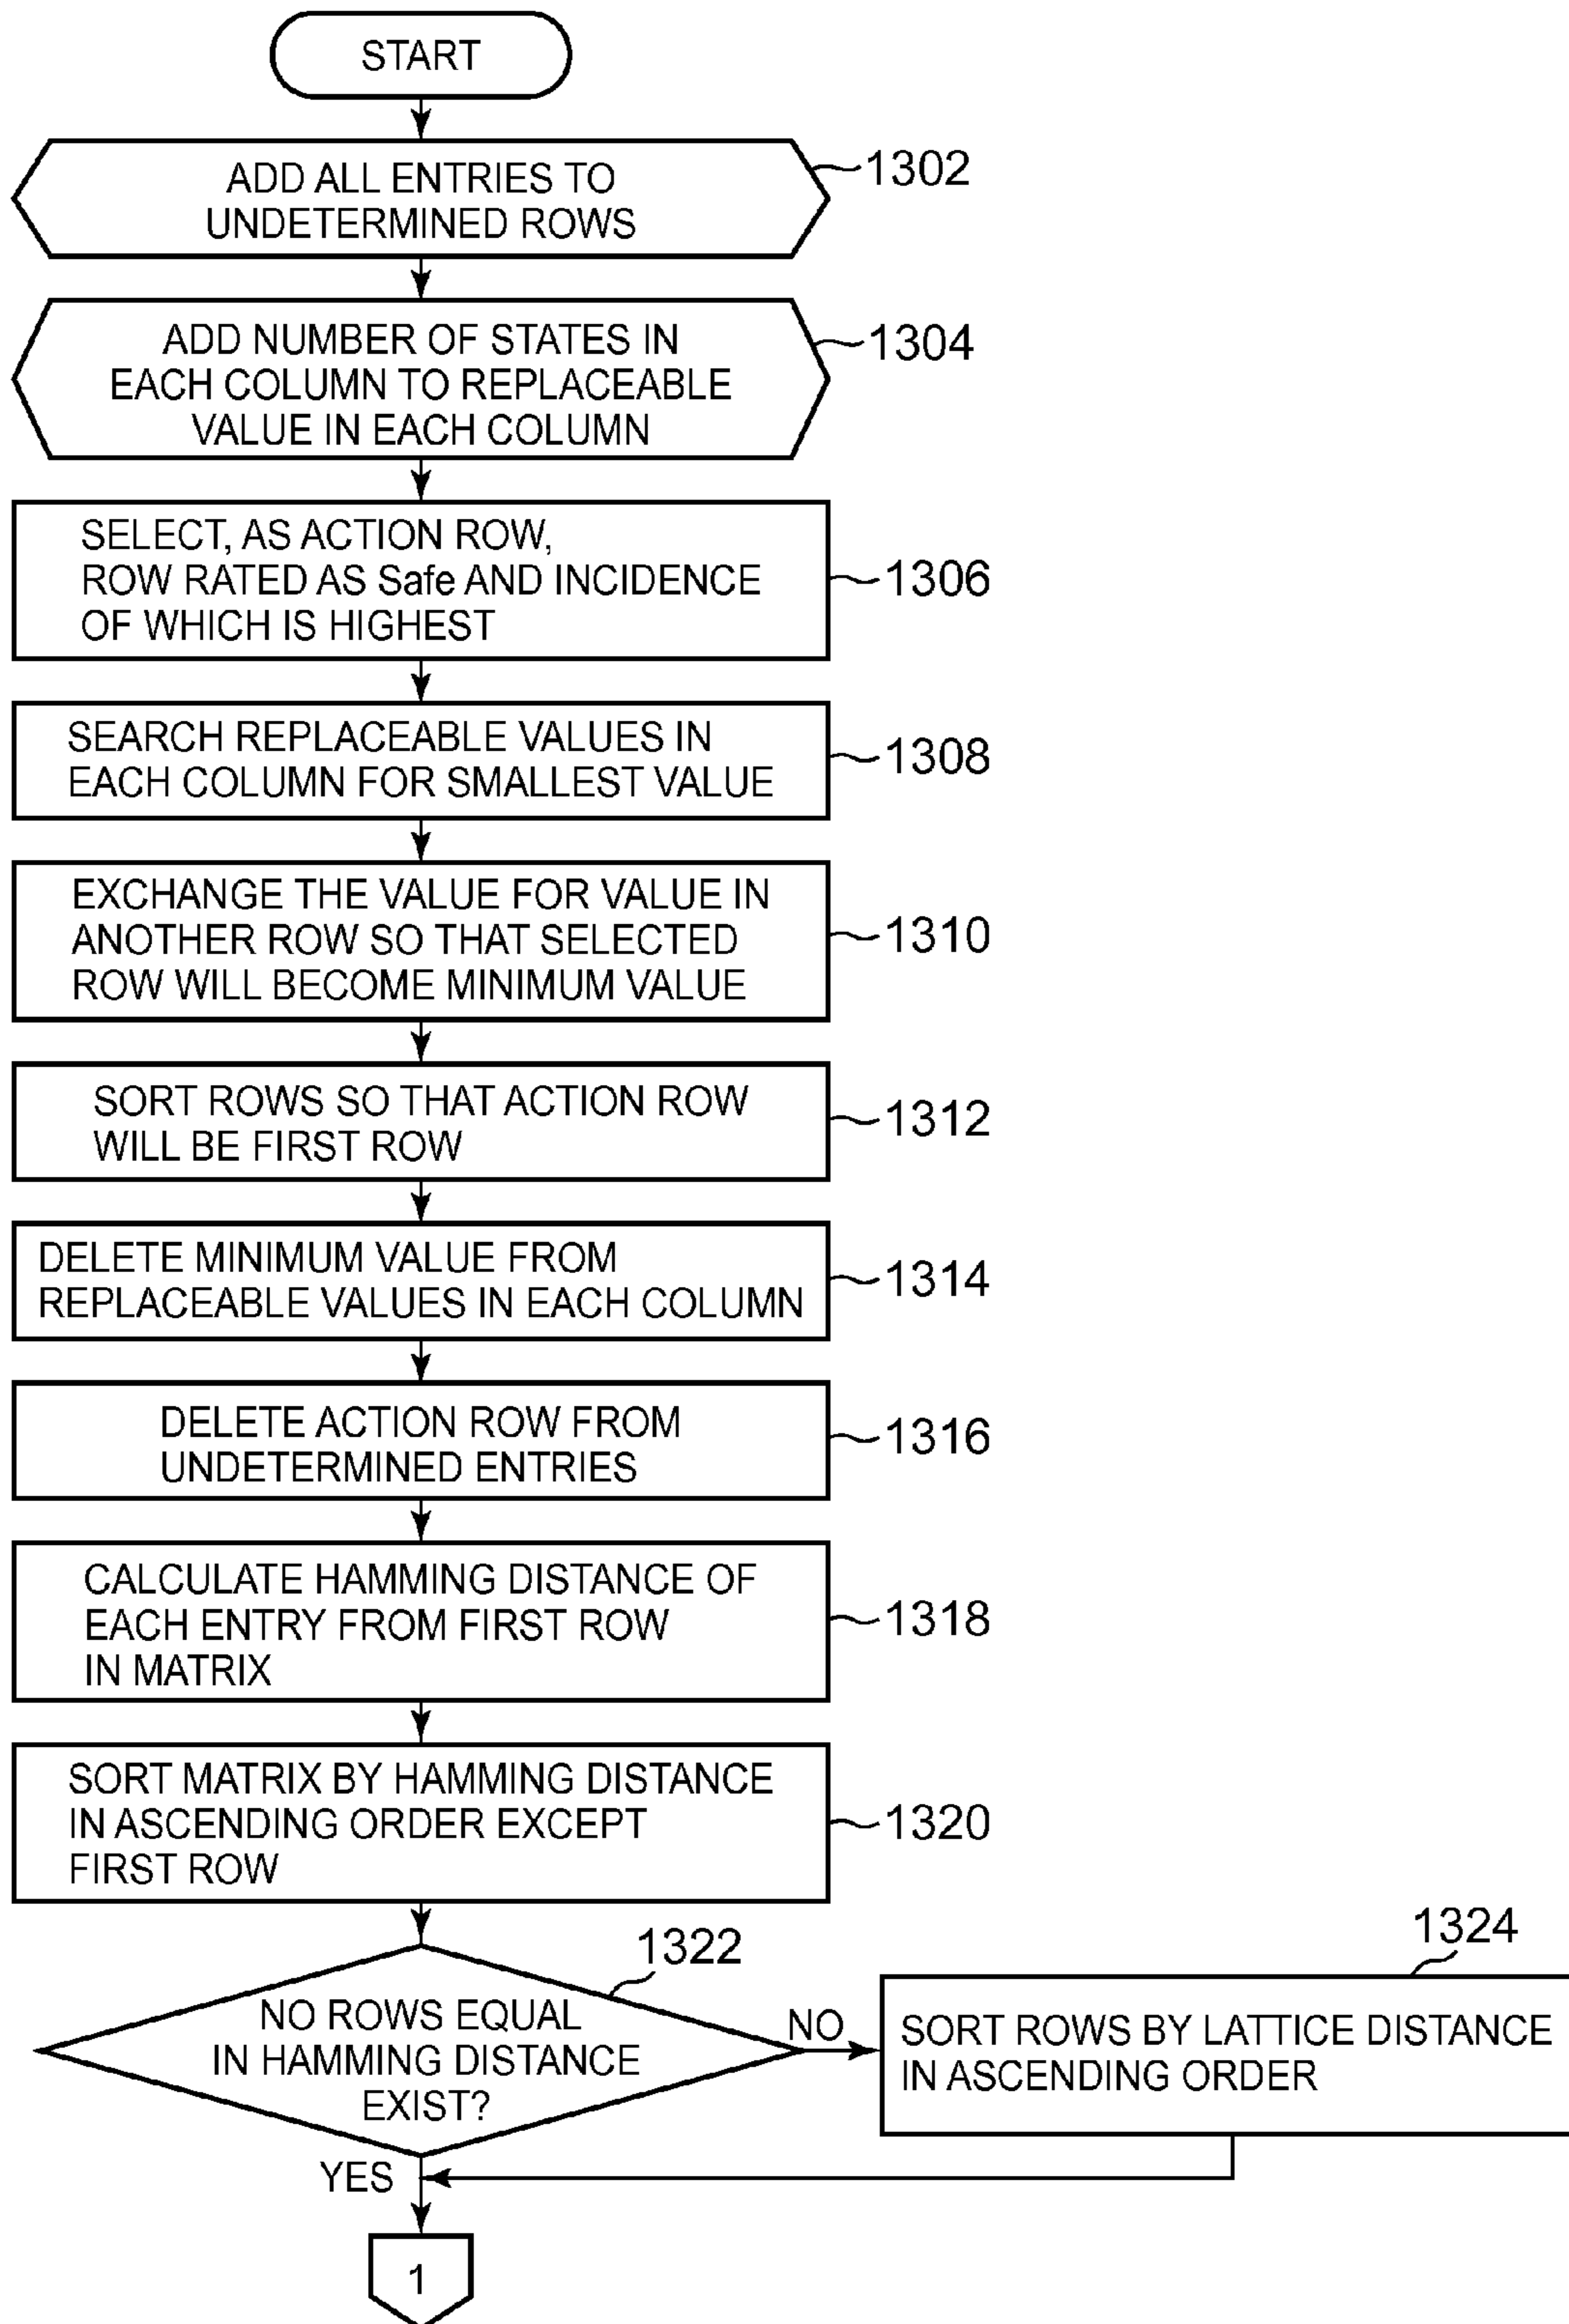 START
ADD ALL ENTRIES TO
UNDETERMINED ROWS
1302
ADD NUMBER OF STATES IN
EACH COLUMN TO REPLACEABLE
VALUE IN EACH COLUMN
1304
SELECT, AS ACTION ROW,
ROW RATED AS Safe AND INCIDENCE
OF WHICH IS HIGHEST
1306
SEARCH REPLACEABLE VALUES IN
EACH COLUMN FOR SMALLEST VALUE
1308
EXCHANGE THE VALUE FOR VALUE IN
ANOTHER ROW SO THAT SELECTED
ROW WILL BECOME MINIMUM VALUE
1310
SORT ROWS SO THAT ACTION ROW
WILL BE FIRST ROW
1312
DELETE MINIMUM VALUE FROM
REPLACEABLE VALUES IN EACH COLUMN
1314
DELETE ACTION ROW FROM
UNDETERMINED ENTRIES
1316
CALCULATE HAMMING DISTANCE OF
EACH ENTRY FROM FIRST ROW
IN MATRIX
1318
SORT MATRIX BY HAMMING DISTANCE
IN ASCENDING ORDER EXCEPT
FIRST ROW
1320
1322
NO ROWS EQUAL
IN HAMMING DISTANCE
EXIST?
NO
1324
SORT ROWS BY LATTICE DISTANCE
IN ASCENDING ORDER
YES
1